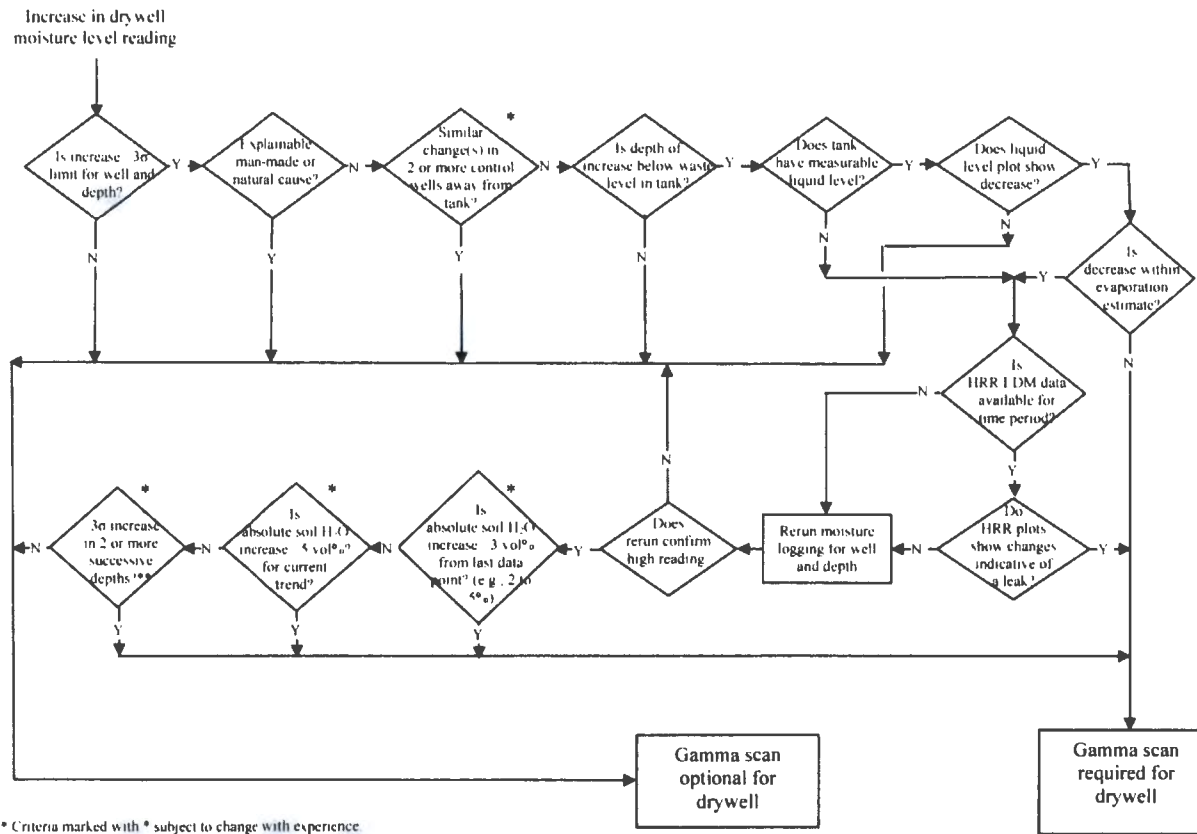 Increase in drywell
moisture level reading
Is increase 3σ
limit for well and
depth?
Y
N
Explainable
man-made or
natural cause?
N
Y
*
Similar
change(s) in
2 or more control
wells away from
tank?
N
Y
Is depth of
increase below waste
level in tank?
Y
N
Does tank
have measurable
liquid level?
Y
N
Does liquid
level plot show
decrease?
Y
N
Is
decrease within
evaporation
estimate?
Y
N
Is
HRR LDM data
available for
time period?
N
Y
Do
HRR plots
show changes
indicative of
a leak?
N
Y
Rerun moisture
logging for well
and depth
Does
rerun confirm
high reading
N
Y
*
Is
absolute soil H₂O
increase 3 vol%
from last data
point? (e.g., 2 to
5%)
N
Y
*
Is
absolute soil H₂O
increase 5 vol%
for current
trend?
N
Y
*
3σ increase
in 2 or more
successive
depths?**
N
Y
Gamma scan
optional for
drywell
Gamma scan
required for
drywell
* Criteria marked with * subject to change with experience.